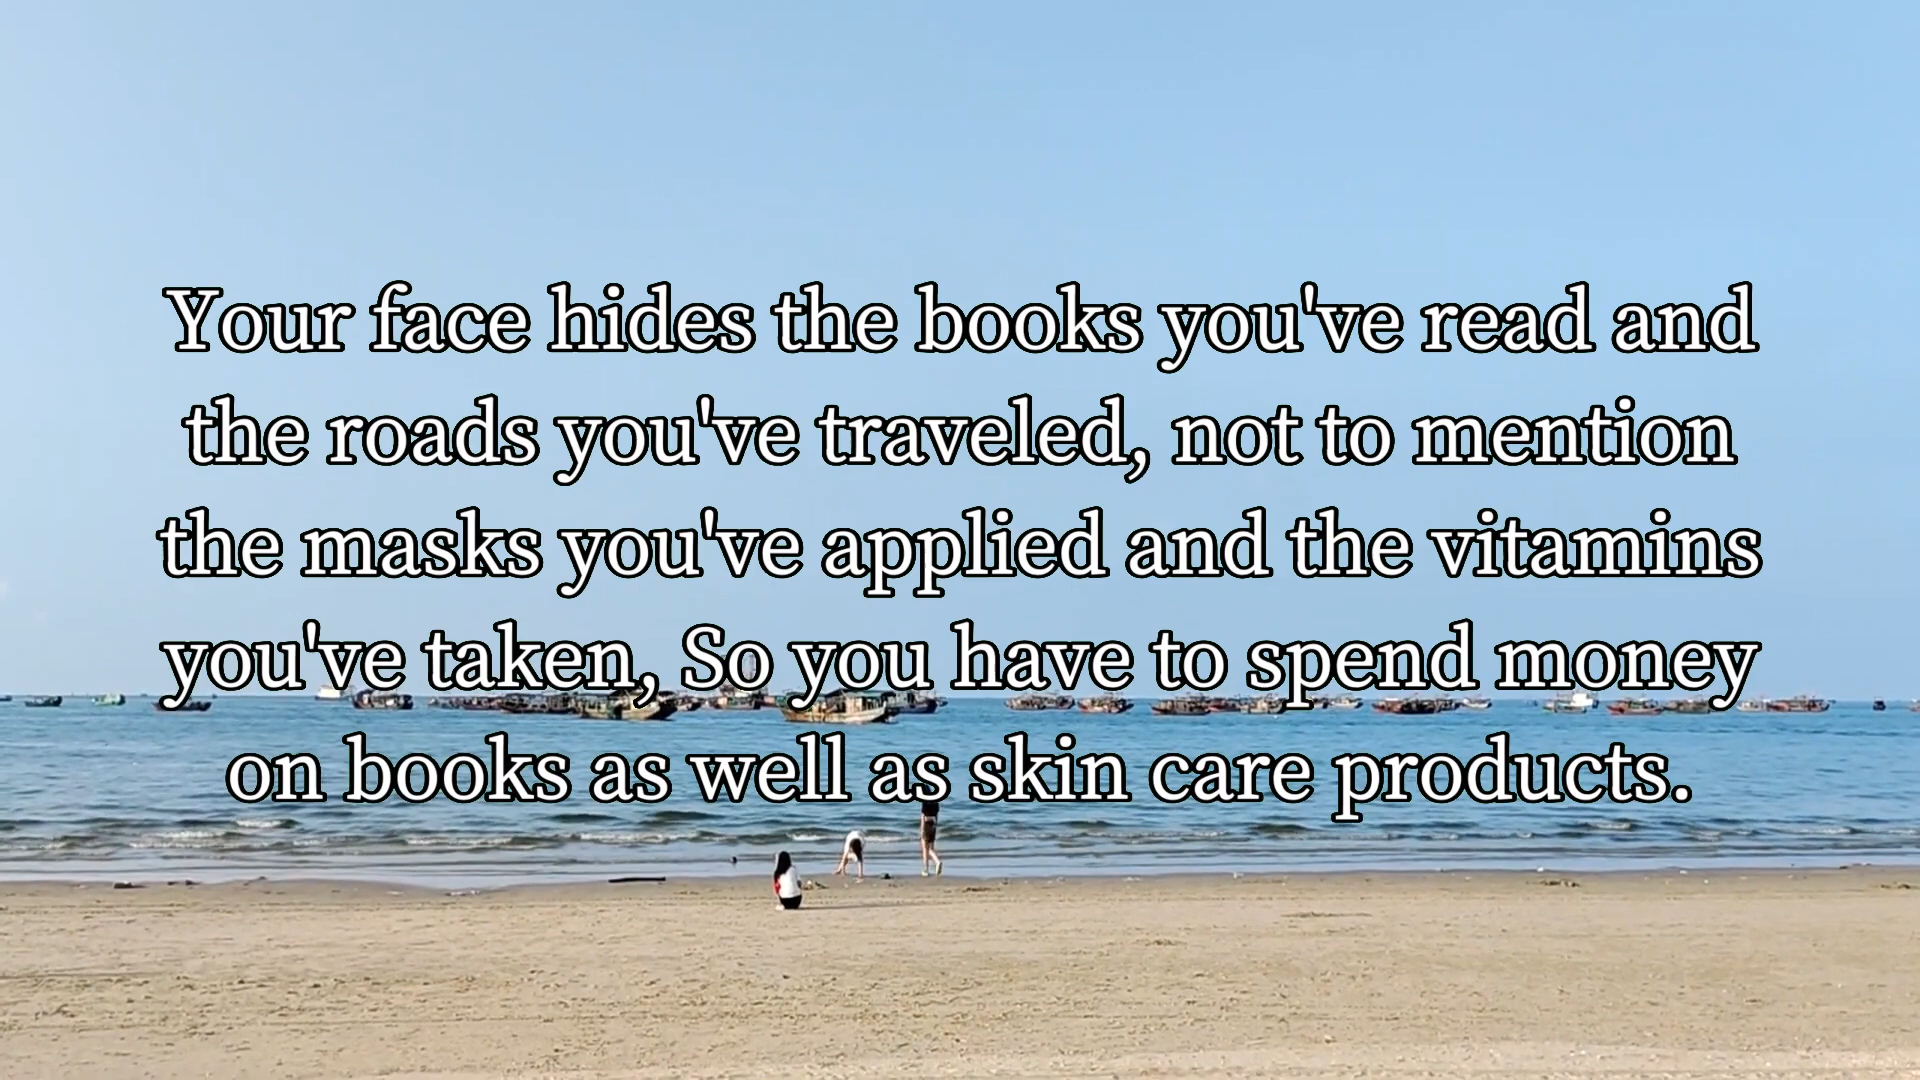 Your face hides the books you've read and
the roads you've traveled, not to mention
the masks you've applied and the vitamins
you've taken, So you have to spend money
on books as well as skin care products.